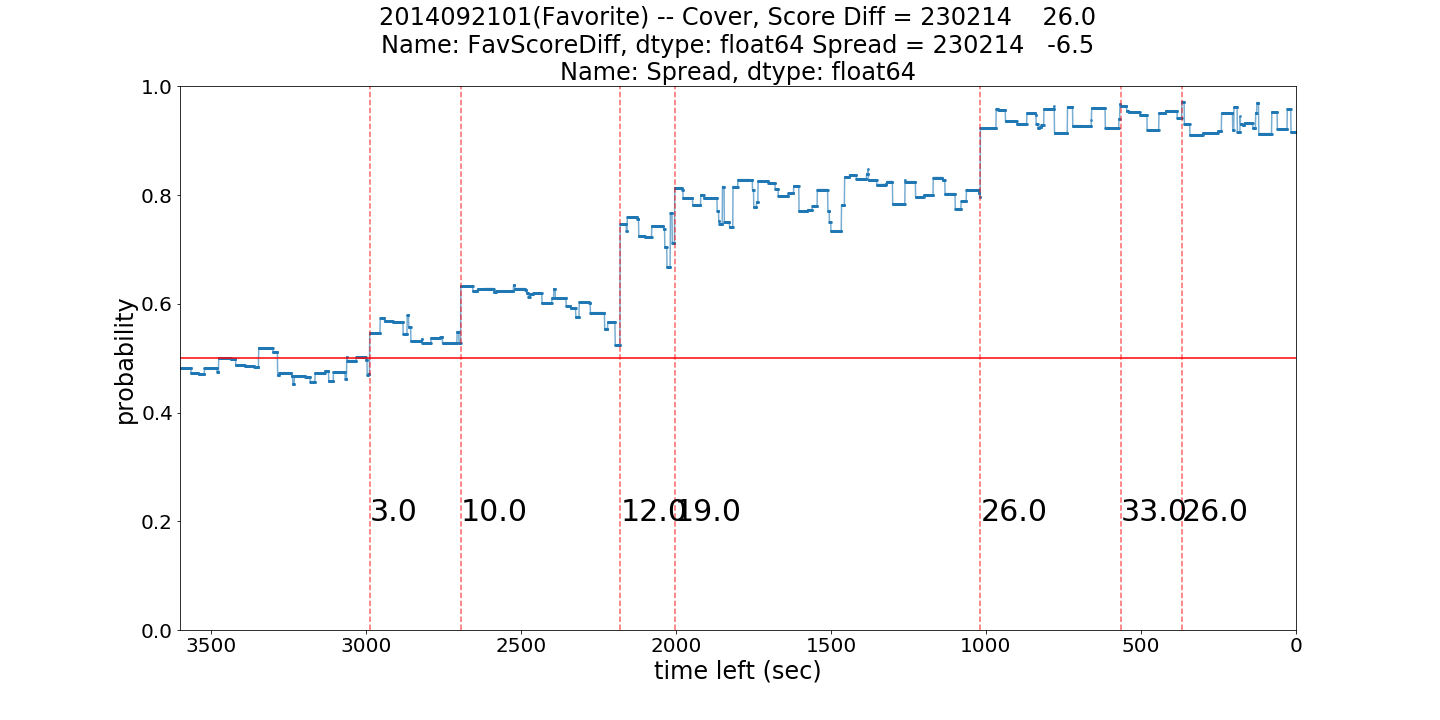 2014092101(Favorite) -- Cover, Score Diff = 230214    26.0
Name: FavScoreDiff, dtype: float64 Spread = 230214   -6.5
Name: Spread, dtype: float64
1.0
0.8
0.6
0.4
0.2
0.0
probability
3.0 10.0 12.0 19.0 26.0 33.0 26.0
3500 3000 2500 2000 1500 1000 500 0
time left (sec)